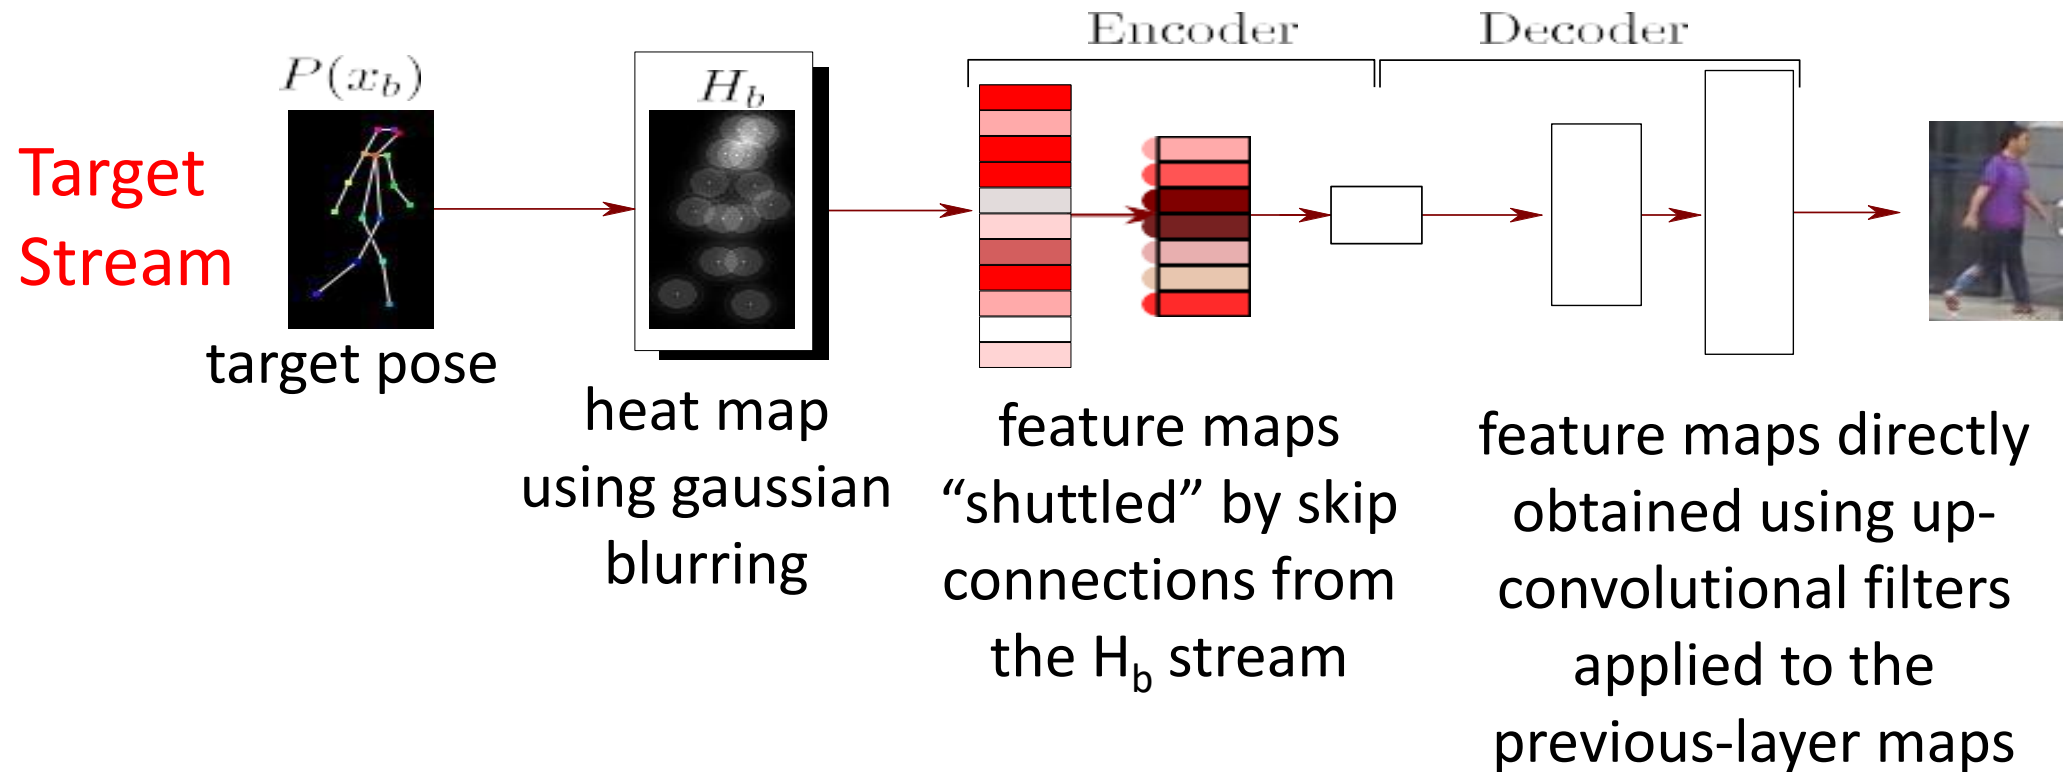 Encoder
Decoder
P(x_b)
H_b
Target
Stream
target pose
heat map
using gaussian
blurring
feature maps
“shuttled” by skip
connections from
the H_b stream
feature maps directly
obtained using up-
convolutional filters
applied to the
previous-layer maps